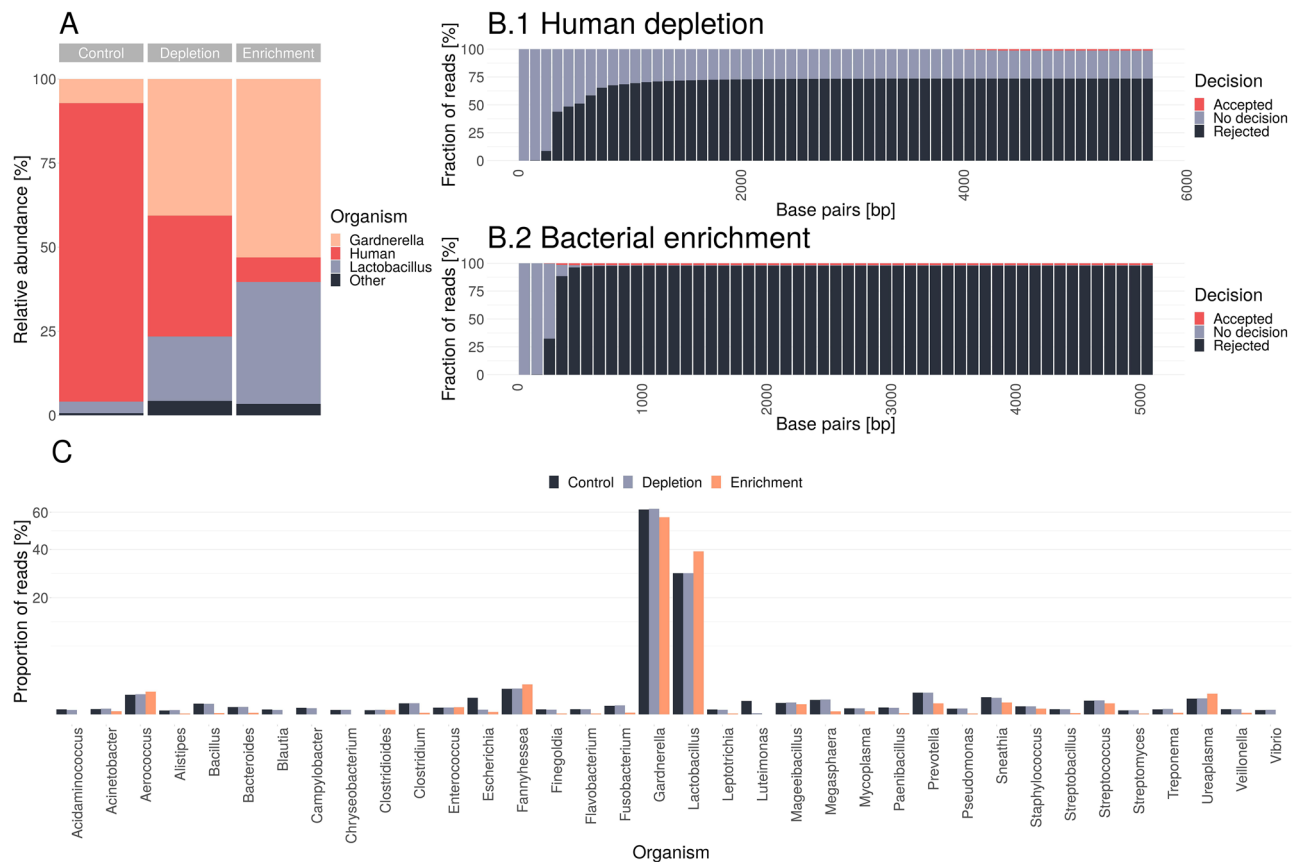 A
Control Depletion Enrichment
Relative abundance [%]
100
75
50
25
0
Organism
Gardnerella
Human
Lactobacillus
Other
B.1 Human depletion
Fraction of reads [%]
100
75
50
25
0
0 2000 4000 6000
Base pairs [bp]
Decision
Accepted
No decision
Rejected
B.2 Bacterial enrichment
Fraction of reads [%]
100
75
50
25
0
0 1000 2000 3000 4000 5000
Base pairs [bp]
Decision
Accepted
No decision
Rejected
C
Control Depletion Enrichment
Proportion of reads [%]
60
40
20
Acidaminococcus
Acinetobacter
Aerococcus
Alistipes
Bacillus
Bacteroides
Blautia
Campylobacter
Chryseobacterium
Clostridioides
Clostridium
Enterococcus
Escherichia
Fannyhessea
Finegoldia
Flavobacterium
Fusobacterium
Gardnerella
Lactobacillus
Leptotrichia
Luteimonas
Mageeibacillus
Megasphaera
Mycoplasma
Paenibacillus
Prevotella
Pseudomonas
Sneathia
Staphylococcus
Streptobacillus
Streptococcus
Streptomyces
Treponema
Ureaplasma
Veillonella
Vibrio
Organism